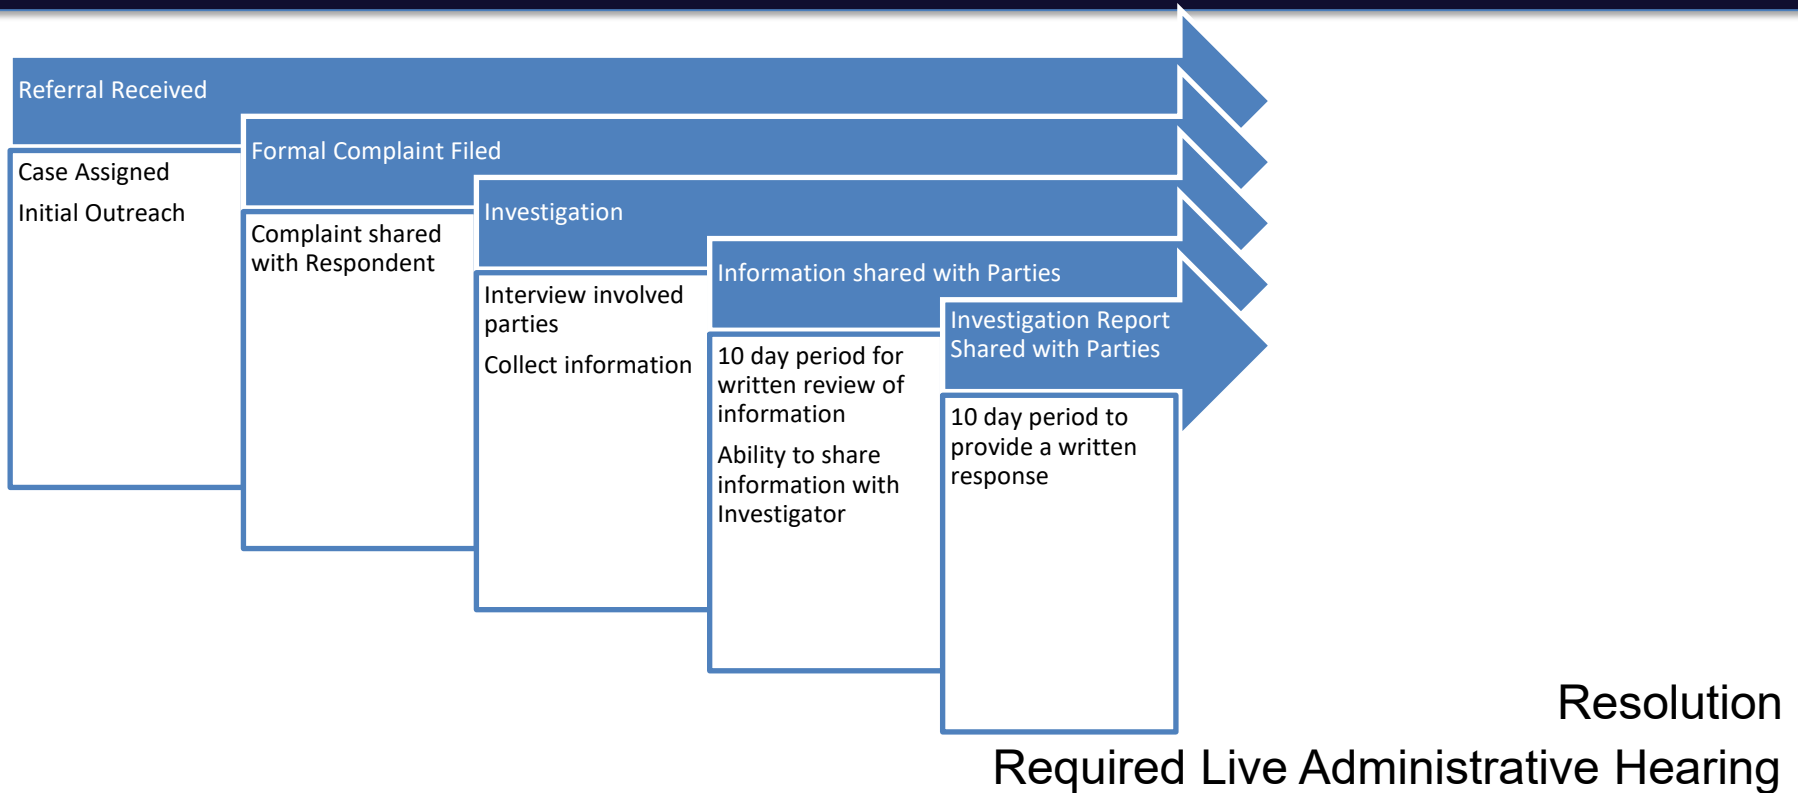 Referral Received
Case Assigned
Initial Outreach
Formal Complaint Filed
Complaint shared
with Respondent
Investigation
Interview involved
parties
Collect information
Information shared with Parties
10 day period for
written review of
information
Ability to share
information with
Investigator
Investigation Report
Shared with Parties
10 day period to
provide a written
response
Resolution
Required Live Administrative Hearing